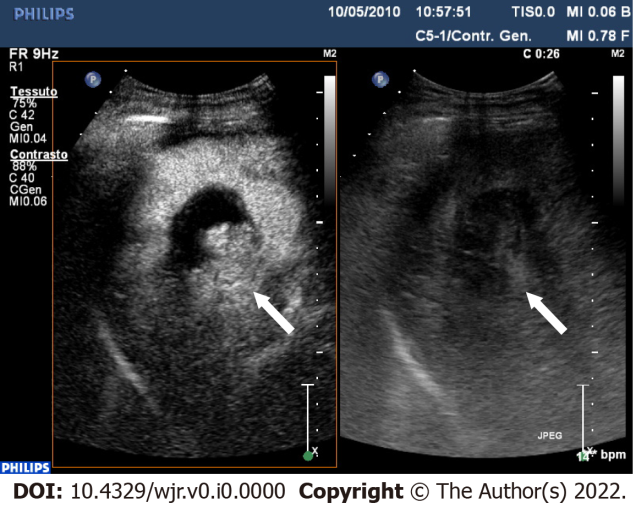 PHILIPS
10/05/2010 10:57:51 TIS0.0 MI 0.06 B
C5-1/Contr. Gen. MI 0.78 F
FR 9Hz
R1
M2
C 0:26
M2
P
P
Tessuto
75%
C 42
Gen
MI0.04
Contrasto
88%
C 40
CGen
MI0.06
X
JPEG
X
bpm
PHILIPS
DOI: 10.4329/wjr.v0.i0.0000 Copyright © The Author(s) 2022.